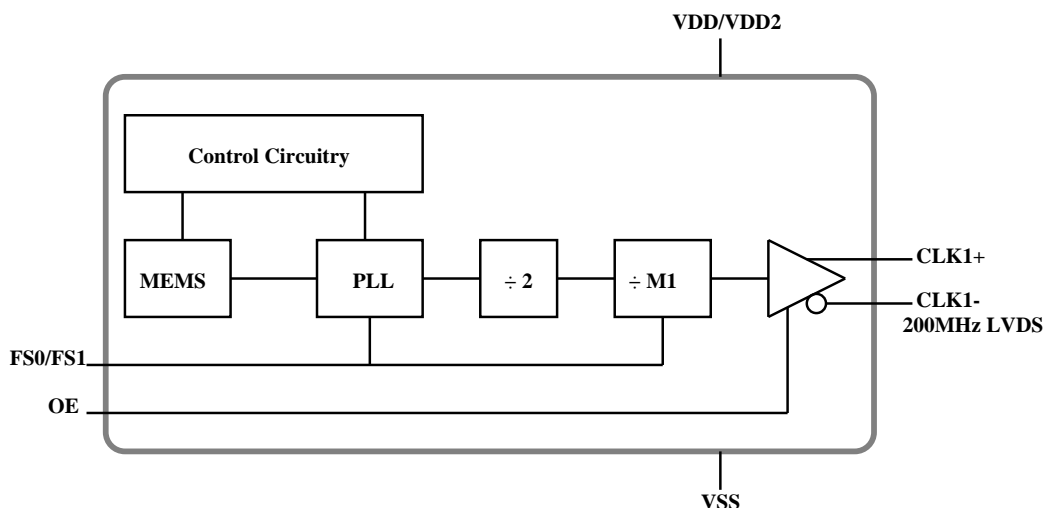 VDD/VDD2
Control Circuitry
MEMS
PLL
÷ 2
÷ M1
CLK1+
CLK1-
200MHz LVDS
FS0/FS1
OE
VSS